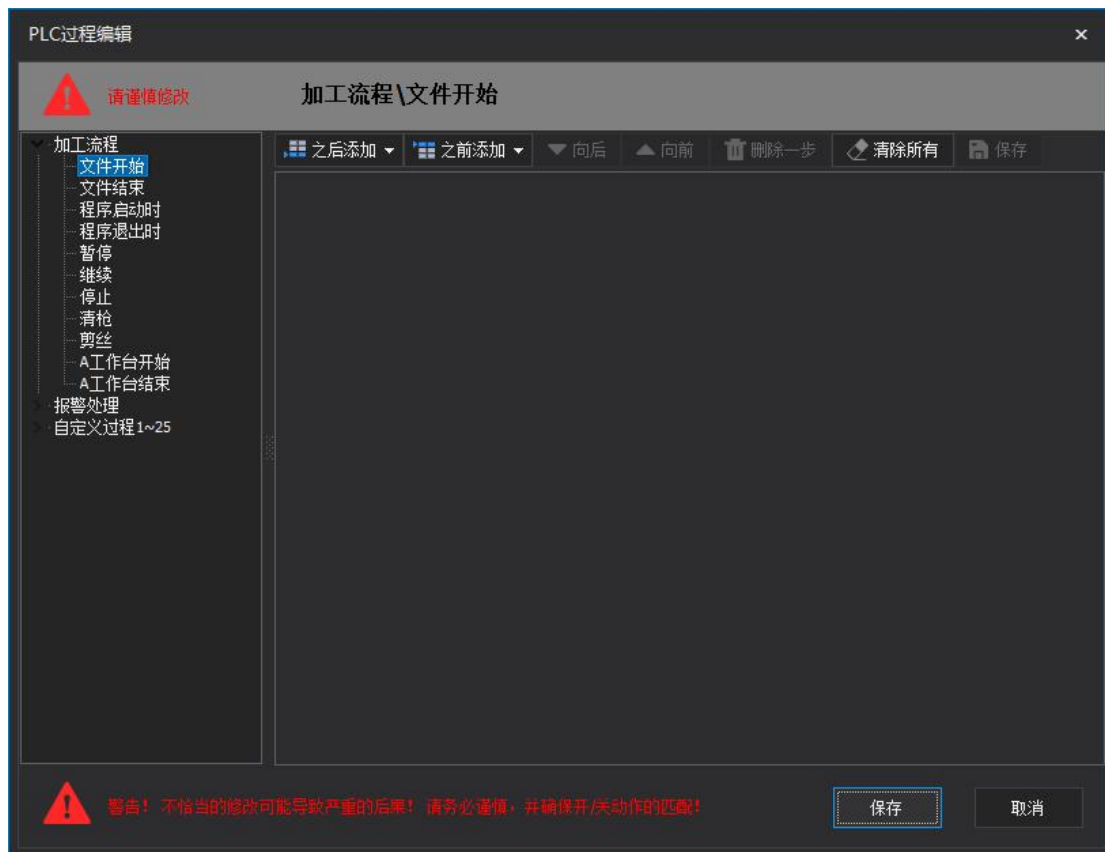 PLC过程编辑
请谨慎修改
加工流程\文件开始
加工流程
文件开始
文件结束
程序启动时
程序退出时
暂停
继续
停止
清枪
剪丝
A工作台开始
A工作台结束
报警处理
自定义过程1~25
之后添加 之前添加 向后 向前 删除一步 清除所有 保存
警告！不恰当的修改可能导致严重的后果！请务必谨慎，并确保开/关动作的匹配！
保存 取消